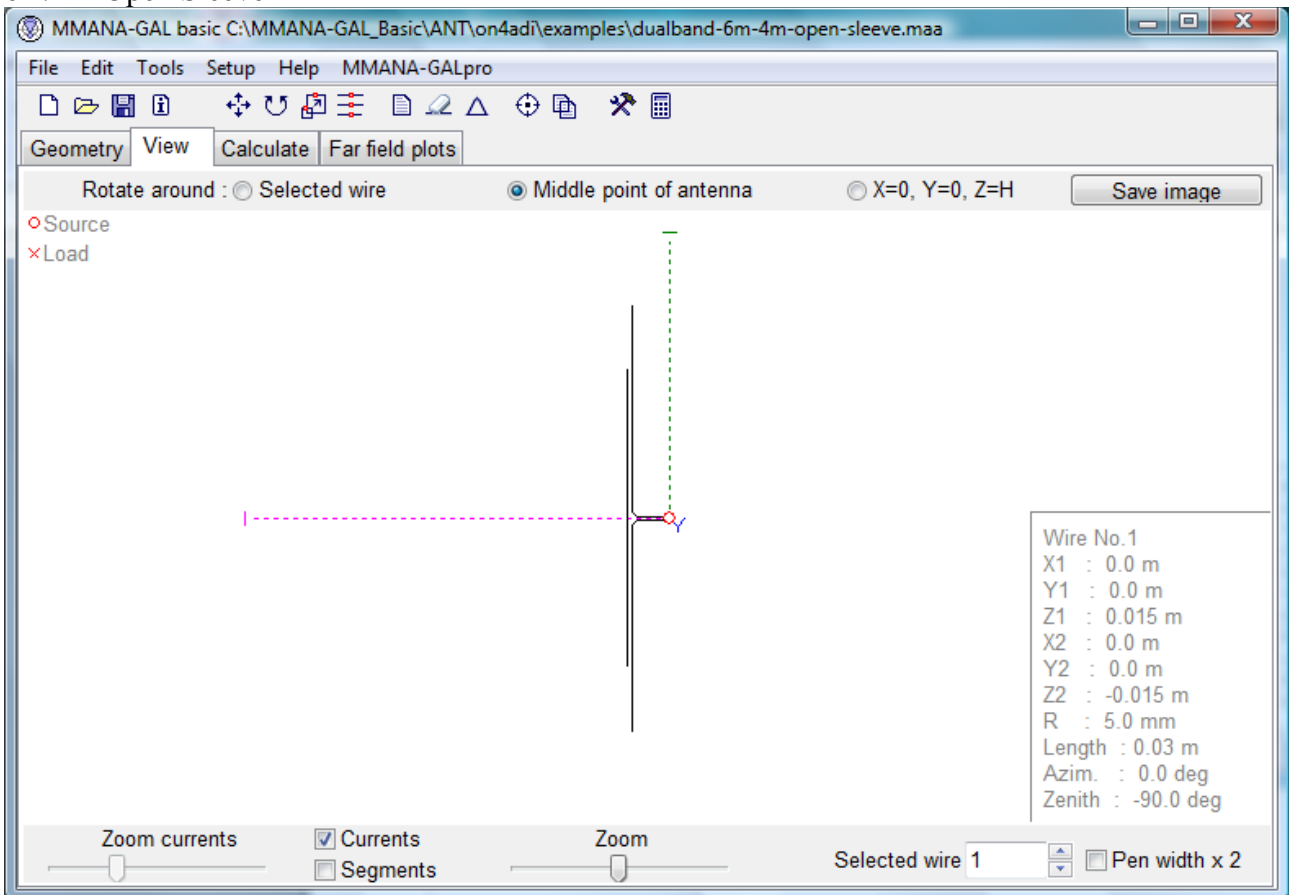 MMANA-GAL basic C:\MMANA-GAL_Basic\ANT\on4adi\examples\dualband-6m-4m-open-sleeve.maa
File Edit Tools Setup Help MMANA-GALpro
Geometry View Calculate Far field plots
Rotate around : Selected wire Middle point of antenna X=0, Y=0, Z=H Save image
Source
Load
Y
Wire No.1
X1 : 0.0 m
Y1 : 0.0 m
Z1 : 0.015 m
X2 : 0.0 m
Y2 : 0.0 m
Z2 : -0.015 m
R : 5.0 mm
Length : 0.03 m
Azim. : 0.0 deg
Zenith : -90.0 deg
Zoom currents Currents Zoom
Segments Selected wire 1 Pen width x 2